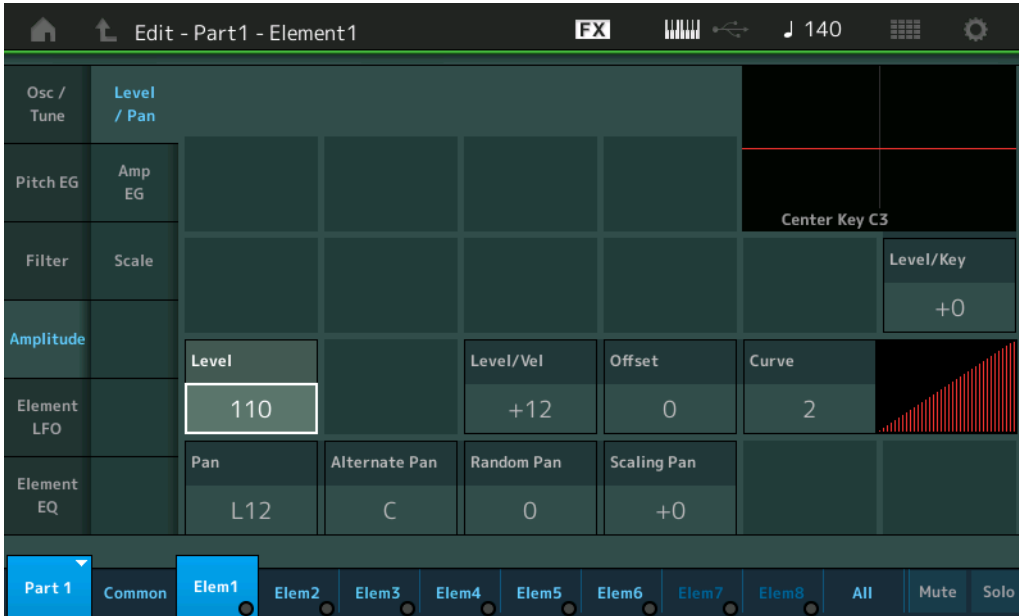 Edit - Part1 - Element1
FX
♩ 140
Osc /
Tune
Pitch EG
Filter
Amplitude
Element
LFO
Element
EQ
Level
/ Pan
Amp
EG
Scale
Center Key C3
Level/Key
+0
Level
110
Level/Vel
+12
Offset
0
Curve
2
Pan
L12
Alternate Pan
C
Random Pan
0
Scaling Pan
+0
Part 1
Common
Elem1
Elem2
Elem3
Elem4
Elem5
Elem6
Elem7
Elem8
All
Mute
Solo